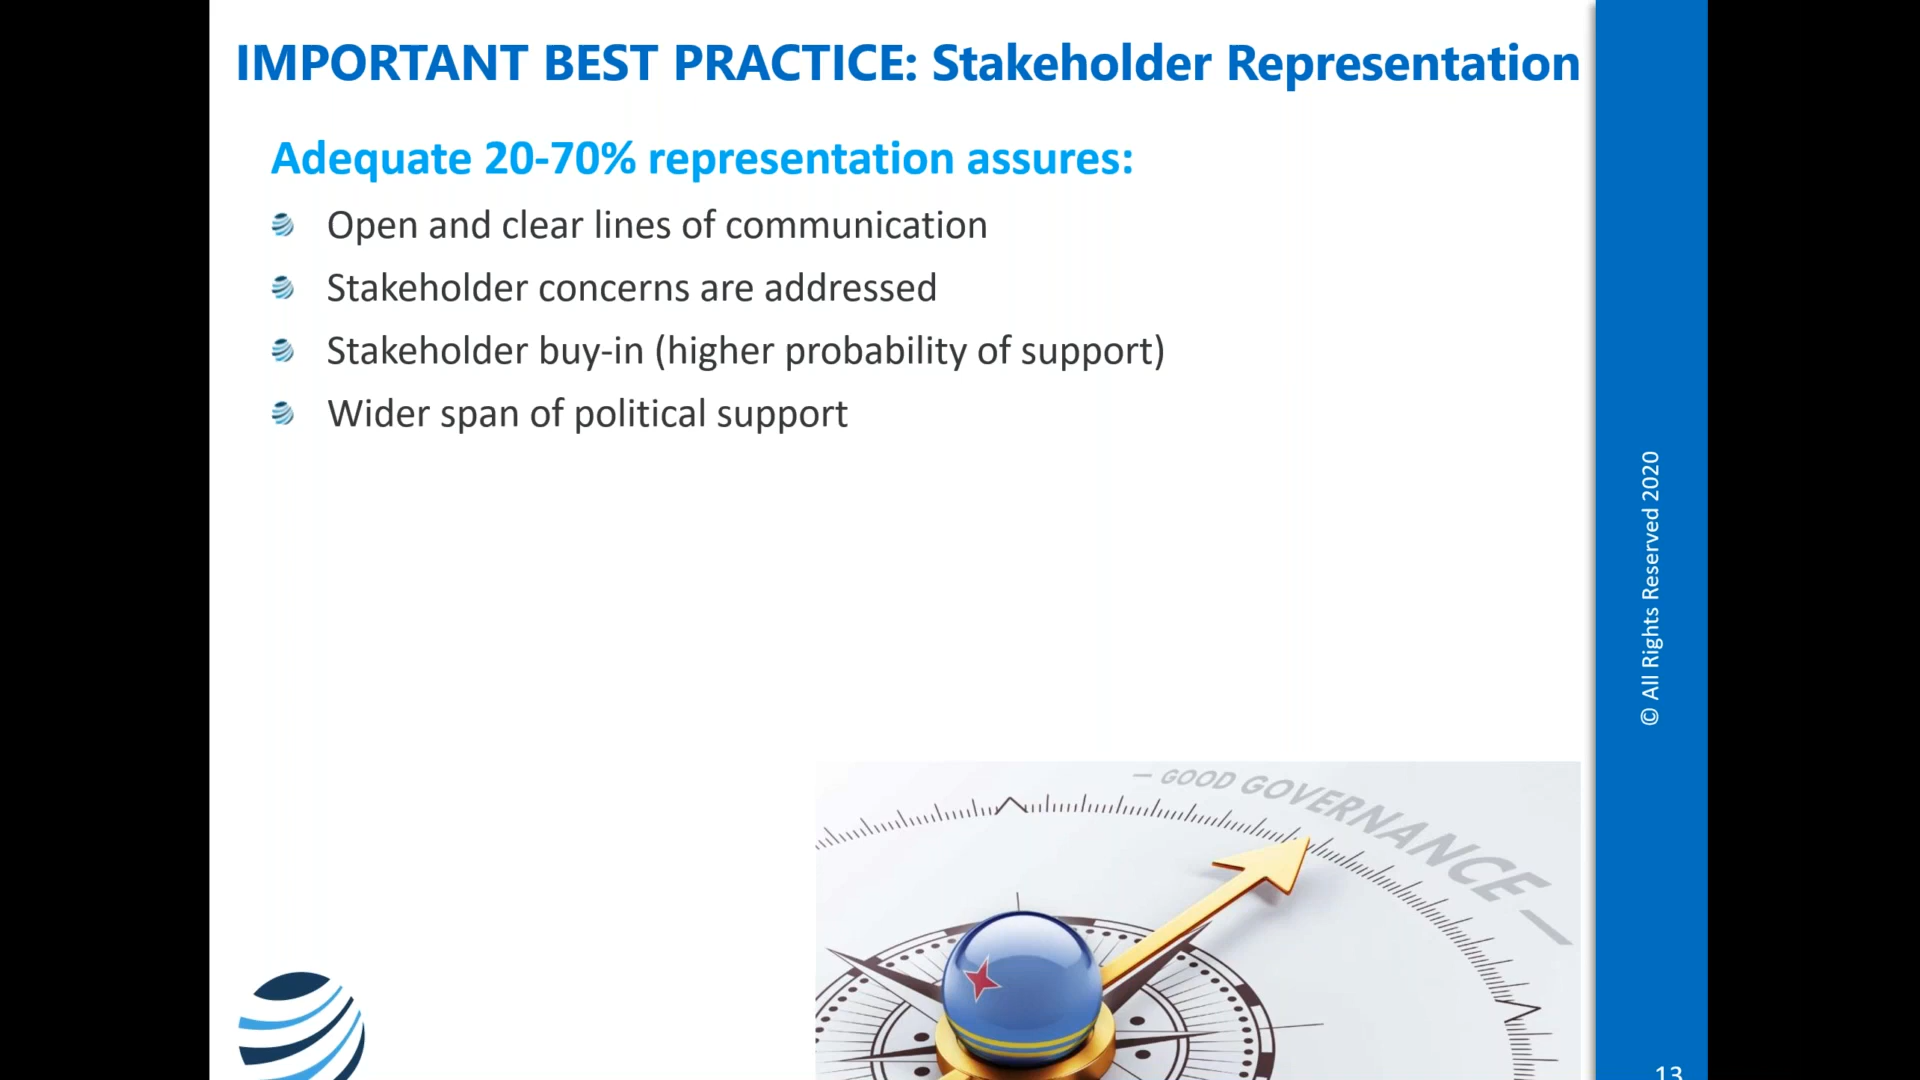 IMPORTANT BEST PRACTICE: Stakeholder Representation
Adequate 20-70% representation assures:
Open and clear lines of communication
Stakeholder concerns are addressed
Stakeholder buy-in (higher probability of support)
Wider span of political support
© All Rights Reserved 2020
— GOOD GOVERNANCE —
13